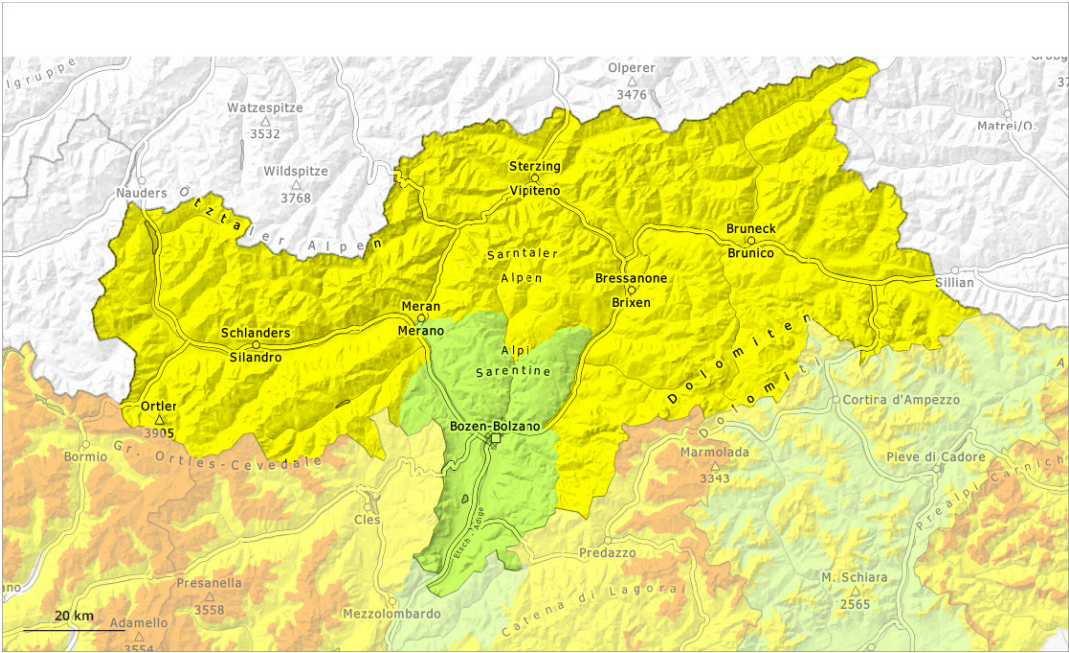 lgruppe
Olperer
3476
Watzespitze
3532
Matrei/O.
Wildspitze
3768
Nauders
Ötztaler Alpen
Sterzing
Vipiteno
Bruneck
Brunico
Sarntaler
Alpen
Bressanone
Brixen
Sillian
Meran
Merano
Schlanders
Silandro
Alpi
Sarentine
Dolomiten
Dolomiti
Ortler
3905
Cortina d'Ampezzo
Bozen-Bolzano
Gr. Ortles-Cevedale
Bormio
Marmolada
3343
Pieve di Cadore
Prealpi Carnich
Cles
Etsch - Adige
Predazzo
Presanella
3558
M. Schiara
2565
ano
Mezzolombardo
Catena di Lagorai
20 km
Adamello
3554